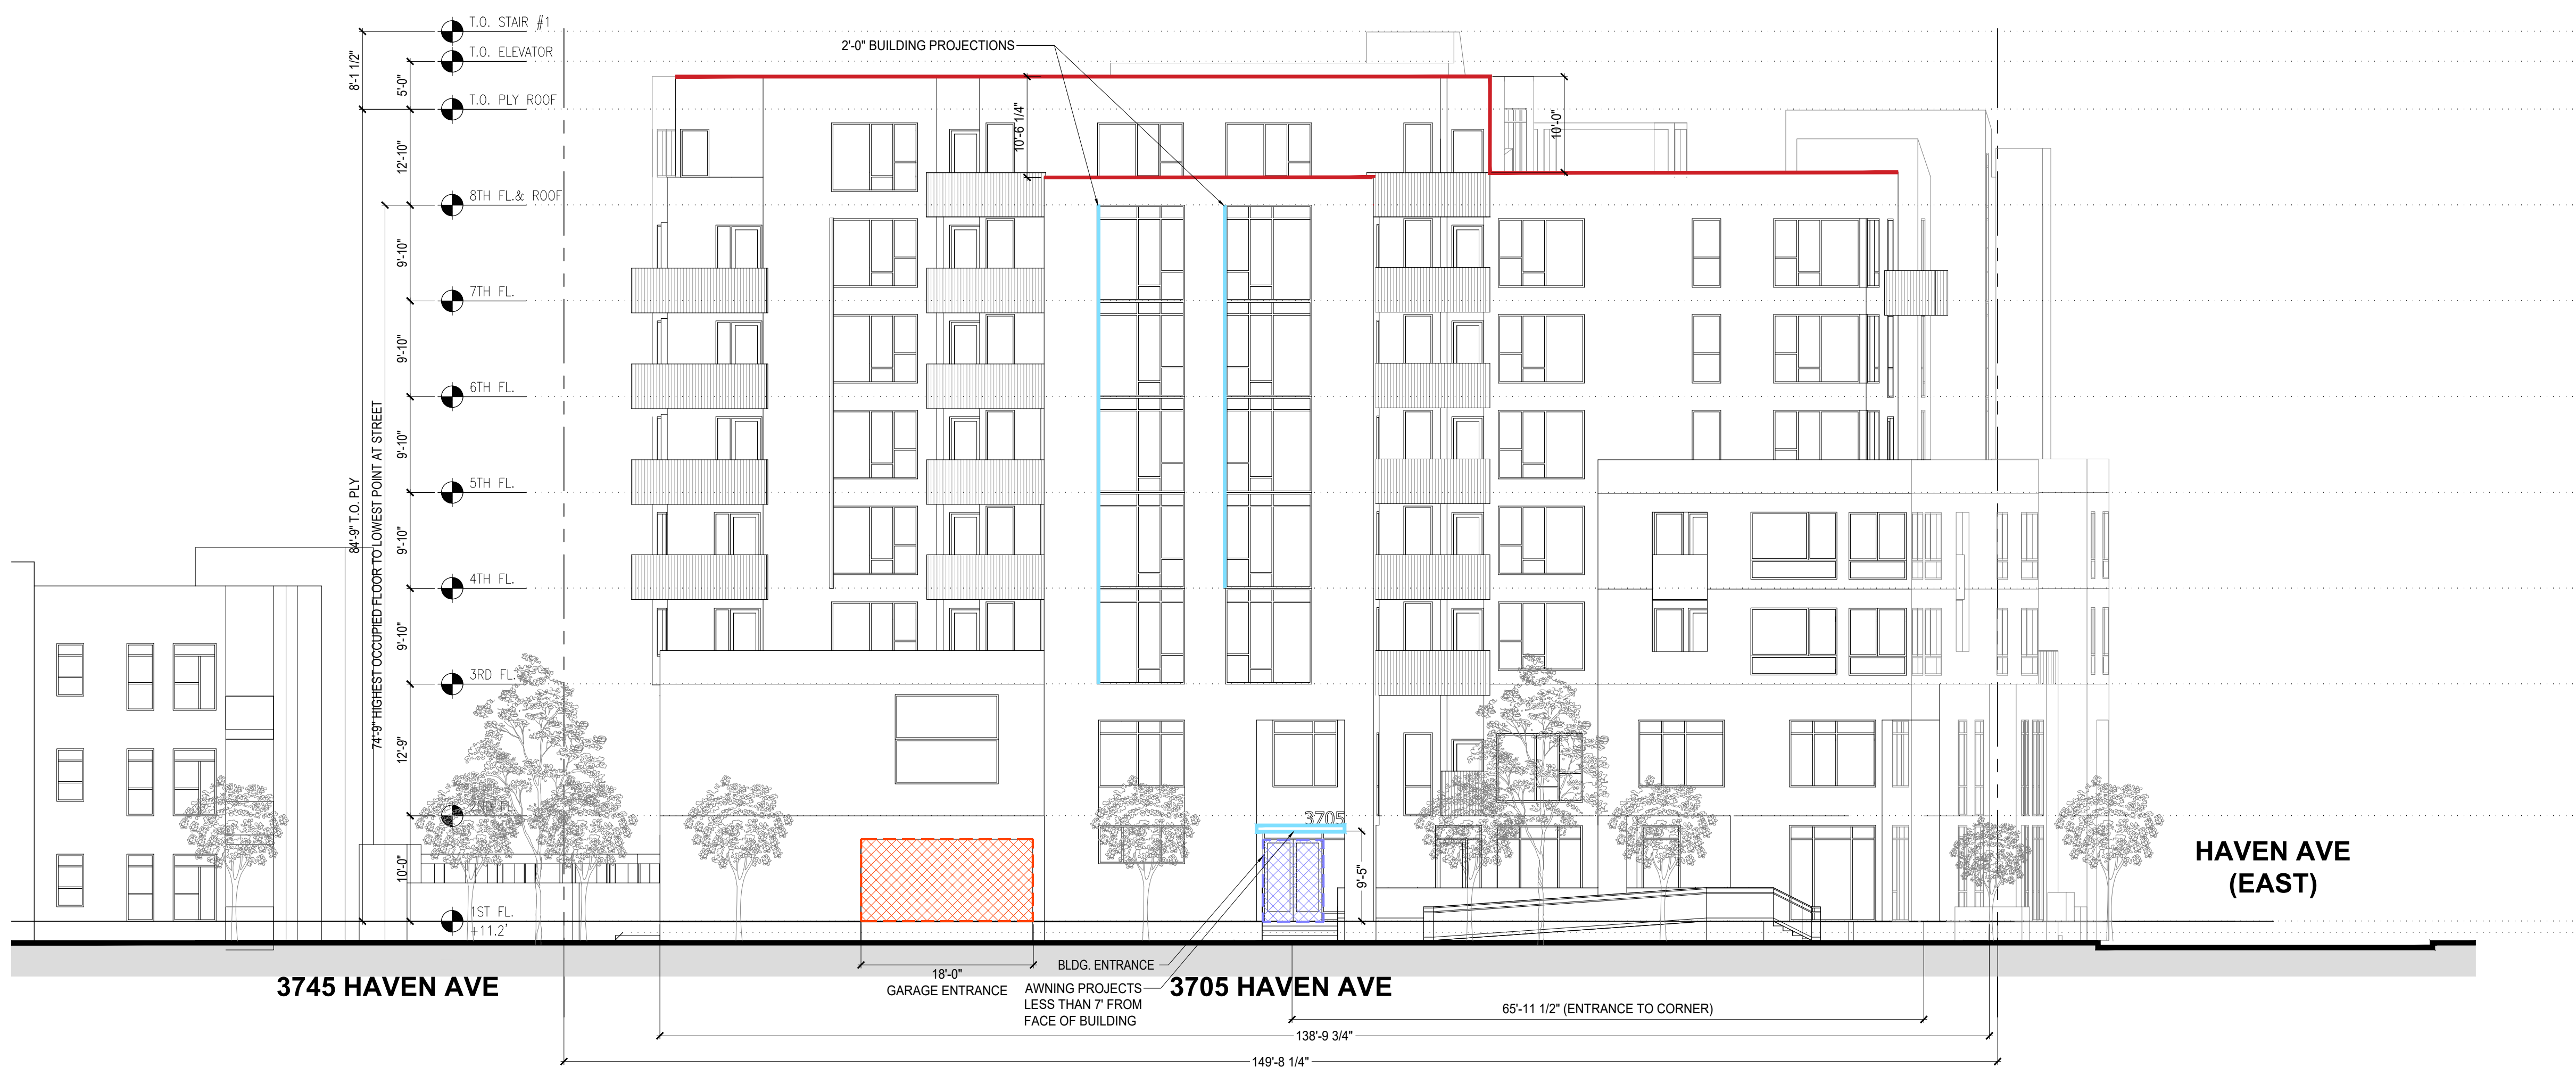 T.O. STAIR #1
T.O. ELEVATOR
T.O. PLY ROOF
8TH FL.& ROOF
7TH FL.
6TH FL.
5TH FL.
4TH FL.
3RD FL.
2ND FL.
1ST FL.
+11.2'
8'-1 1/2"
5'-0"
12'-10"
9'-10"
9'-10"
9'-10"
9'-10"
9'-10"
12'-9"
10'-0"
84'-9" T.O. PLY
74'-9" HIGHEST OCCUPIED FLOOR TO LOWEST POINT AT STREET
2'-0" BUILDING PROJECTIONS
10'-6 1/4"
10'-0"
3705
9'-5"
HAVEN AVE
(EAST)
3745 HAVEN AVE
18'-0"
GARAGE ENTRANCE
BLDG. ENTRANCE
AWNING PROJECTS
LESS THAN 7' FROM
FACE OF BUILDING
3705 HAVEN AVE
65'-11 1/2" (ENTRANCE TO CORNER)
138'-9 3/4"
149'-8 1/4"